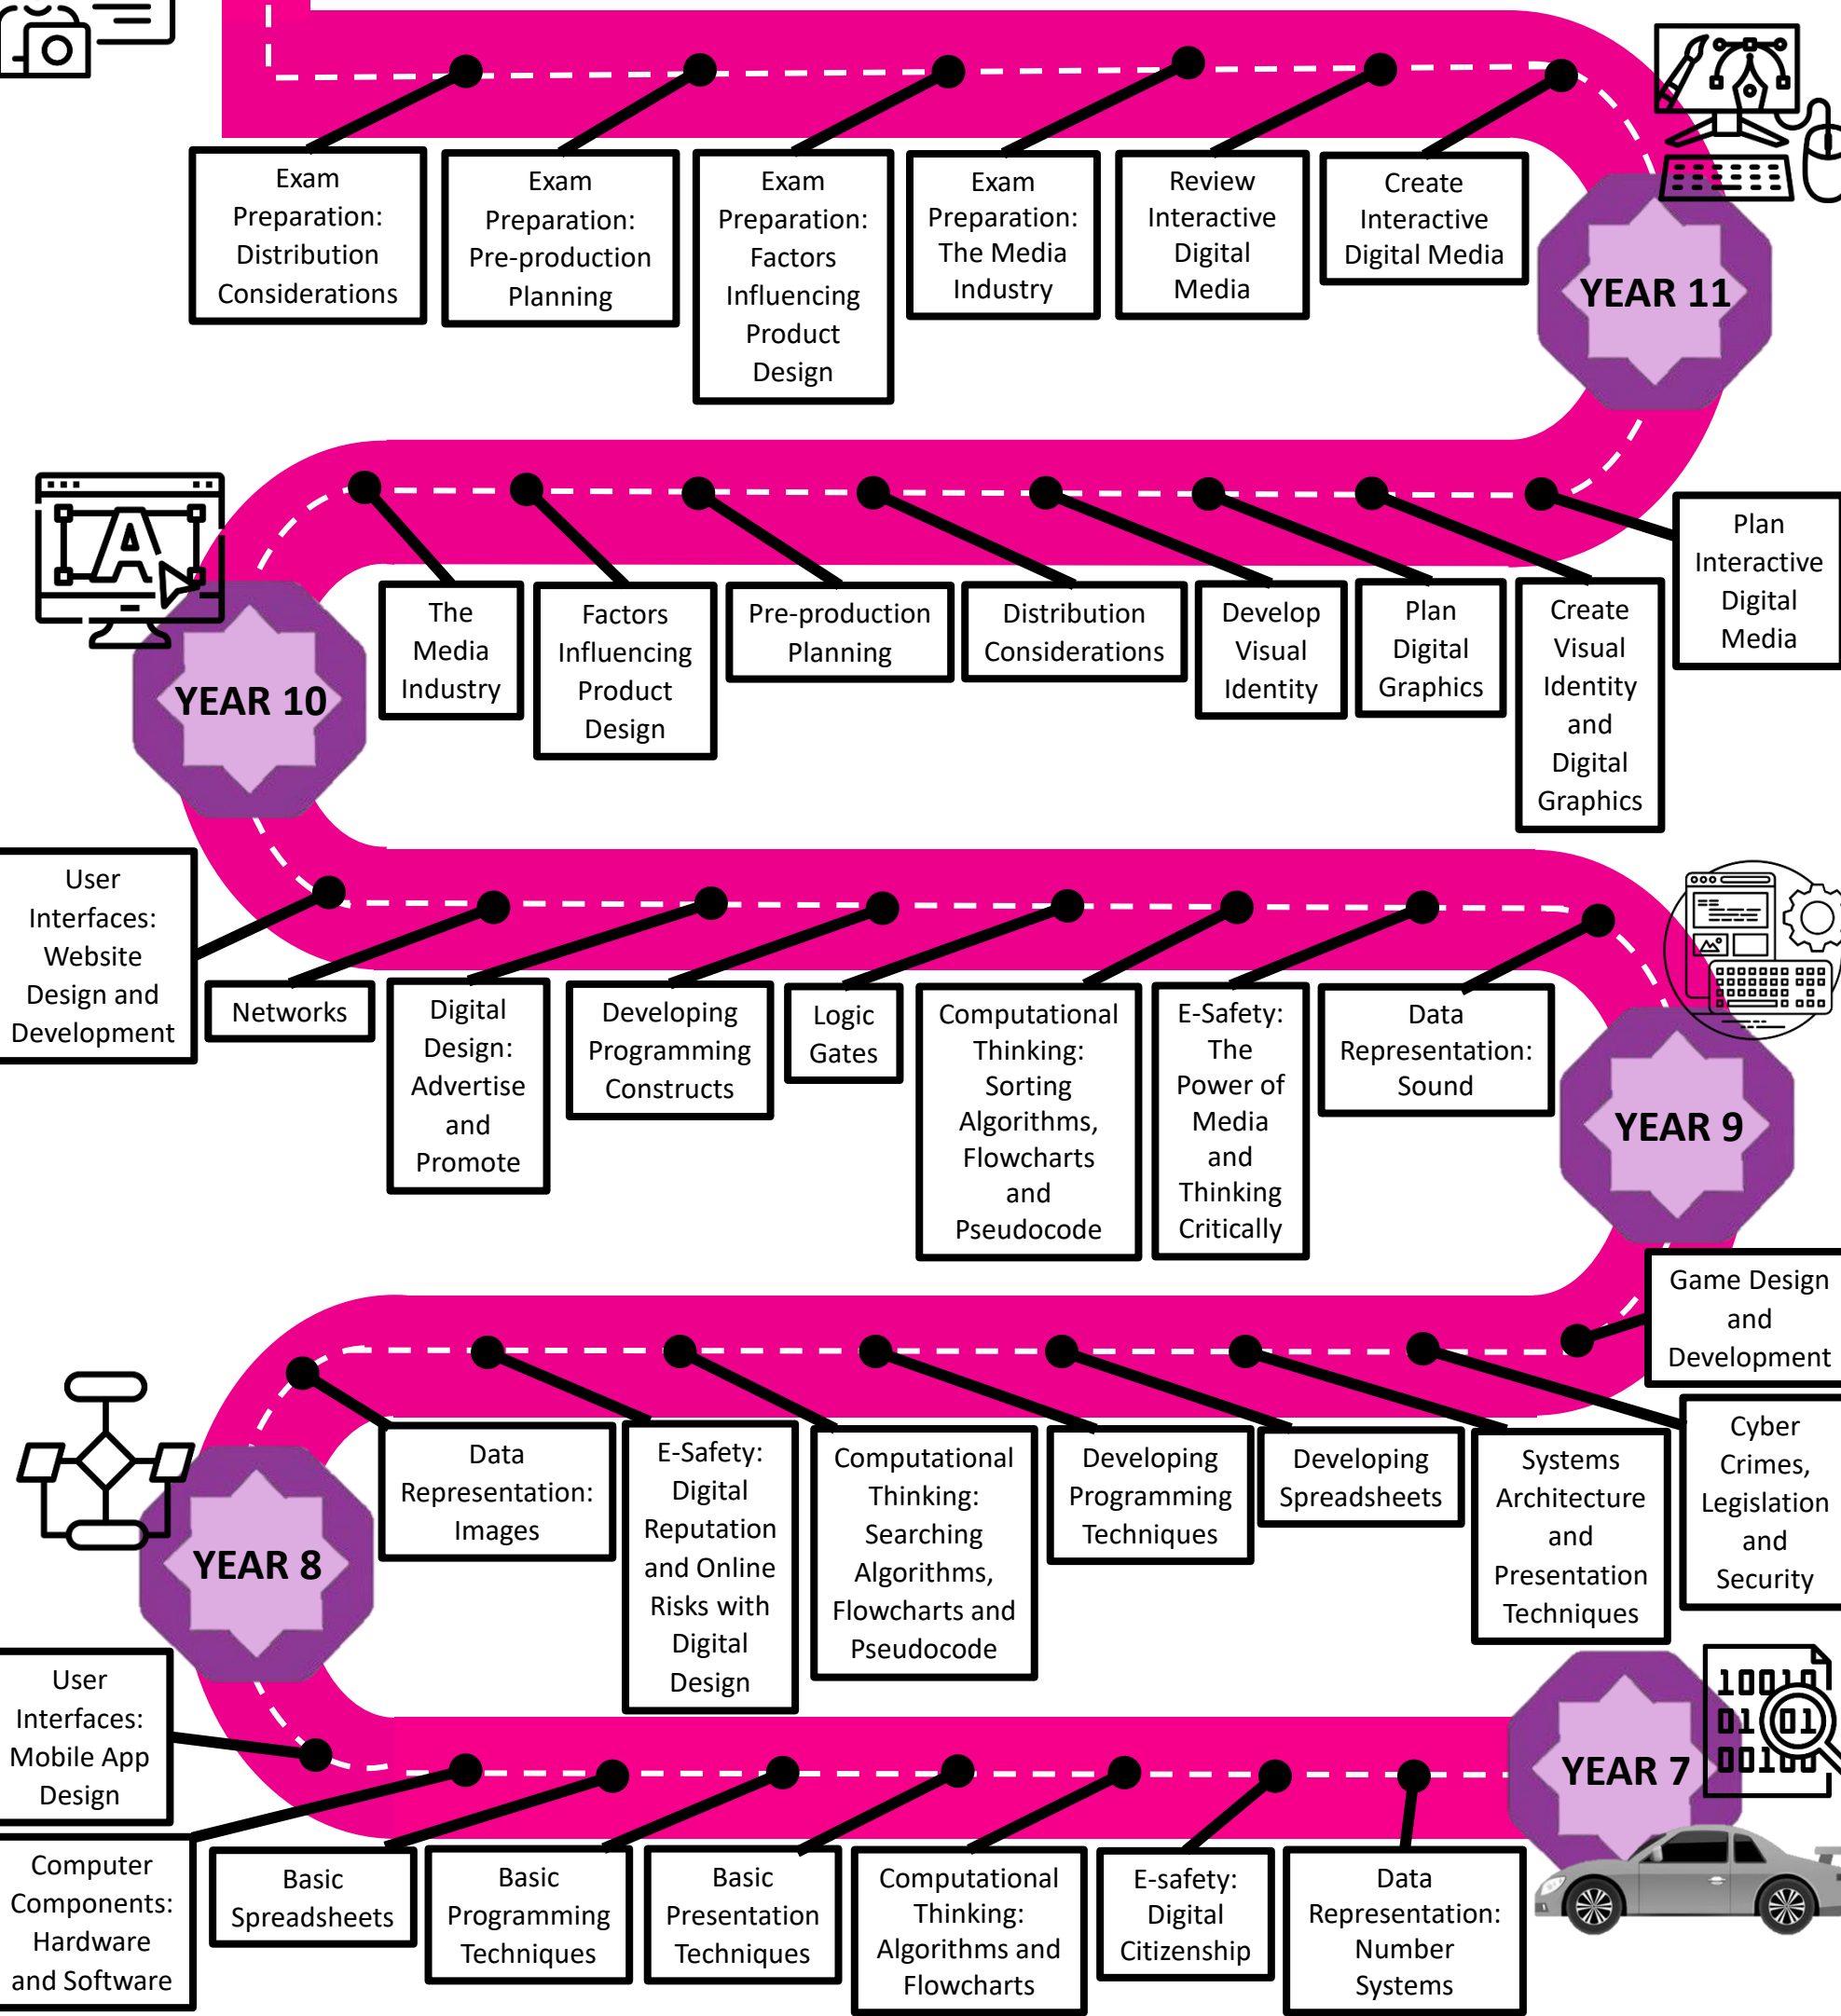 Exam
Preparation:
Distribution
Considerations
Exam
Preparation:
Pre-production
Planning
Exam
Preparation:
Factors
Influencing
Product
Design
Exam
Preparation:
The Media
Industry
Review
Interactive
Digital
Media
Create
Interactive
Digital Media
YEAR 11
A
The
Media
Industry
Factors
Influencing
Product
Design
Pre-production
Planning
Distribution
Considerations
Develop
Visual
Identity
Plan
Digital
Graphics
Create
Visual
Identity
and
Digital
Graphics
Plan
Interactive
Digital
Media
YEAR 10
User
Interfaces:
Website
Design and
Development
Networks
Digital
Design:
Advertise
and
Promote
Developing
Programming
Constructs
Logic
Gates
Computational
Thinking:
Sorting
Algorithms,
Flowcharts
and
Pseudocode
E-Safety:
The
Power of
Media
and
Thinking
Critically
Data
Representation:
Sound
YEAR 9
Game Design
and
Development
Data
Representation:
Images
E-Safety:
Digital
Reputation
and Online
Risks with
Digital
Design
Computational
Thinking:
Searching
Algorithms,
Flowcharts and
Pseudocode
Developing
Programming
Techniques
Developing
Spreadsheets
Systems
Architecture
and
Presentation
Techniques
Cyber
Crimes,
Legislation
and
Security
YEAR 8
User
Interfaces:
Mobile App
Design
YEAR 7
10010
01 01
00100
Computer
Components:
Hardware
and Software
Basic
Spreadsheets
Basic
Programming
Techniques
Basic
Presentation
Techniques
Computational
Thinking:
Algorithms and
Flowcharts
E-safety:
Digital
Citizenship
Data
Representation:
Number
Systems